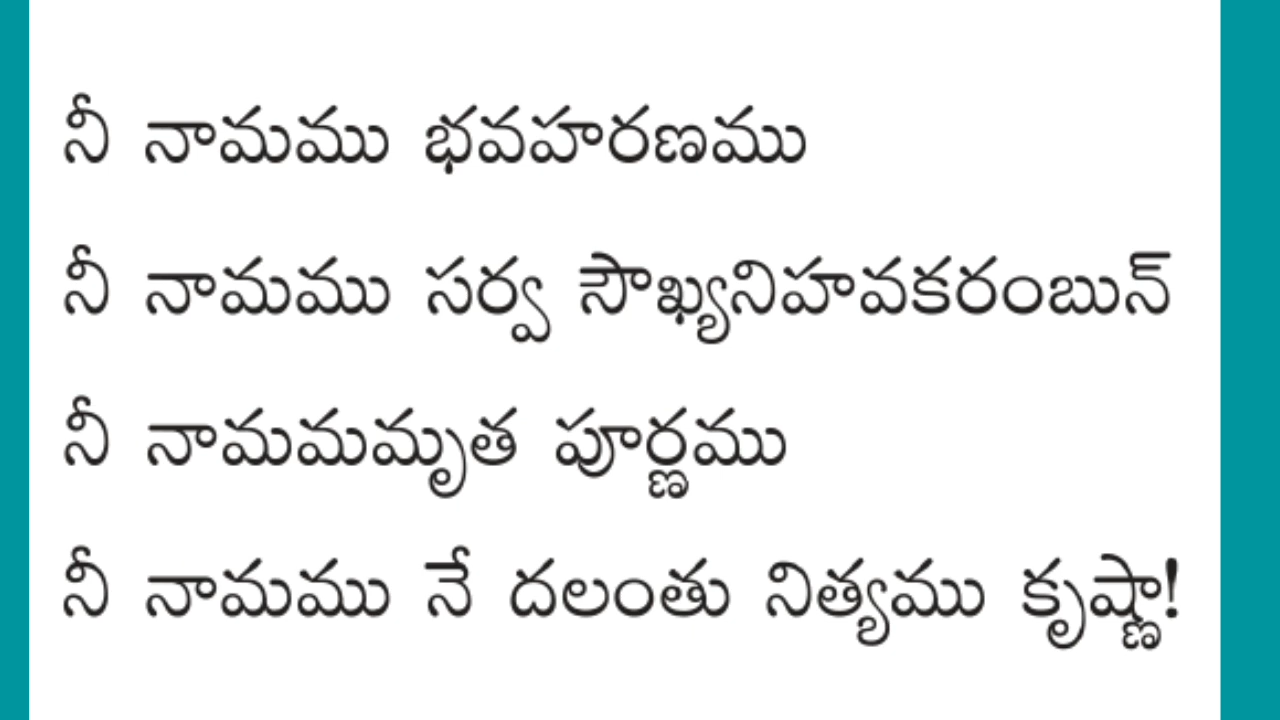 నీ నామము భవహరణము
నీ నామము సర్వ సౌఖ్యనిహవకరంబున్
నీ నామమమృత పూర్ణము
నీ నామము నే దలంతు నిత్యము కృష్ణా!